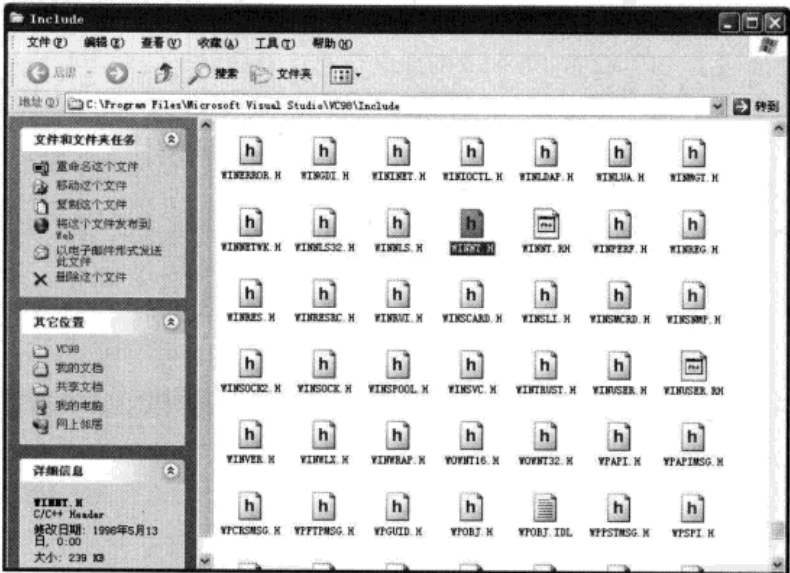 Include
文件(F) 编辑(E) 查看(V) 收藏(A) 工具(T) 帮助(H)
后退 搜索 文件夹
地址(D) C:\Program Files\Microsoft Visual Studio\VC98\Include 转到
文件和文件夹任务
重命名这个文件
移动这个文件
复制这个文件
将这个文件发布到
Web
以电子邮件形式发送
此文件
删除这个文件
其它位置
VC98
我的文档
共享文档
我的电脑
网上邻居
详细信息
WINNT.H
C/C++ Header
修改日期: 1998年5月13
日, 0:00
大小: 239 KB
WINERROR.H WINGDI.H WININET.H WINIOCTL.H WINLDAP.H WINLUA.H WINMGT.H
WINNETWK.H WINNLS32.H WINNLS.H WINNT.H WINNT.RH WINPERF.H WINREG.H
WINRES.H WINRESRC.H WINRUI.H WINSCARD.H WINSLI.H WINSMCRD.H WINSNMP.H
WINSOCK2.H WINSOCK.H WINSPOOL.H WINSVC.H WINTRUST.H WINUSER.H WINUSER.RH
WINVER.H WINWLX.H WINWRAP.H WOWNT16.H WOWNT32.H WPAPI.H WPAPIMSG.H
WPCRSMSG.H WPFTPMSG.H WPGUID.H WPOBJ.H WPOBJ.IDL WPPSTMSG.H WPSPI.H